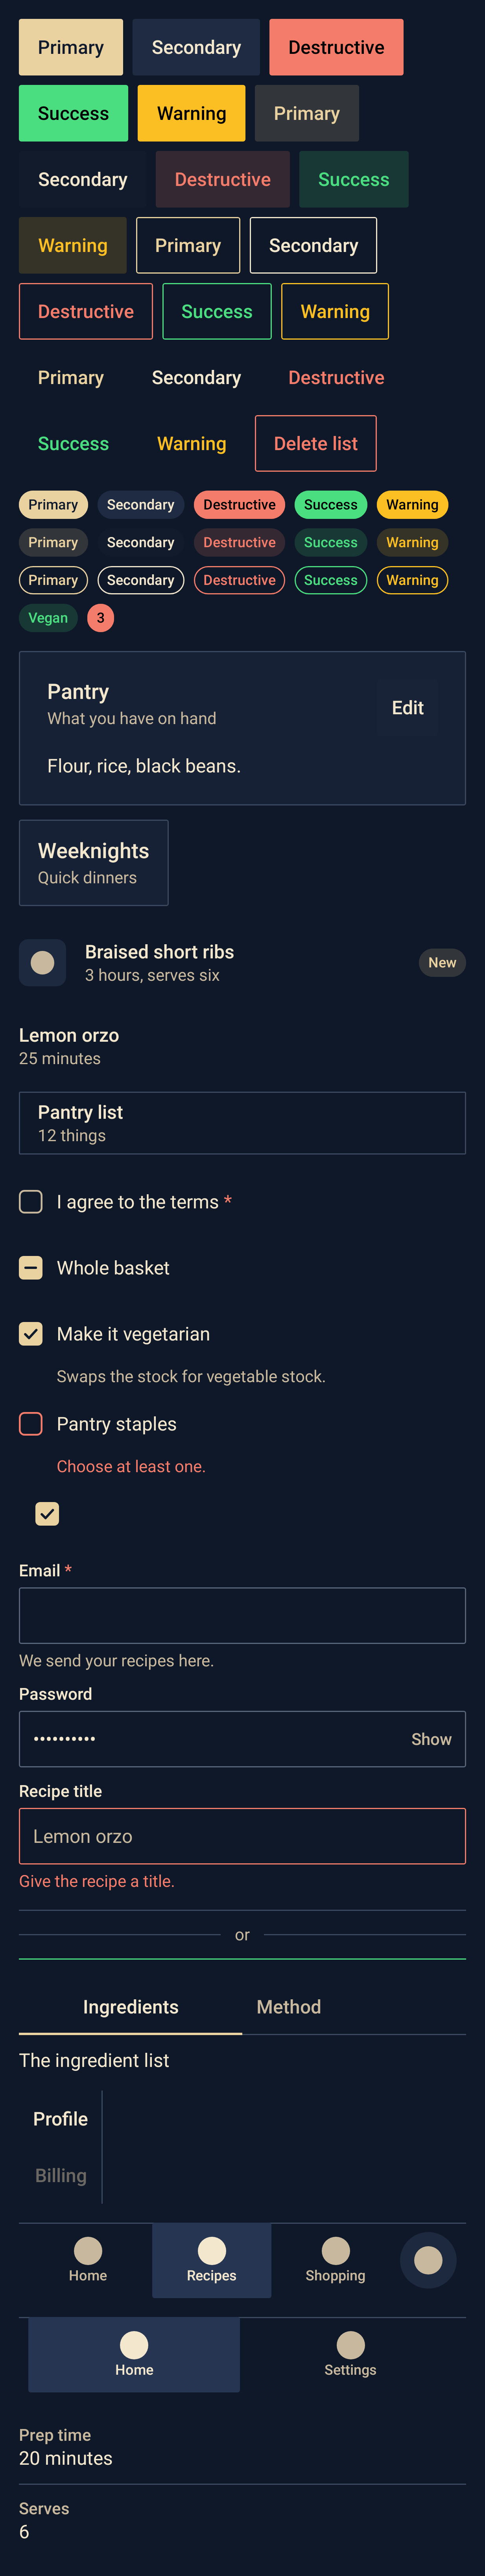 Primary Secondary Destructive
Success Warning Primary
Secondary Destructive Success
Warning Primary Secondary
Destructive Success Warning
Primary Secondary Destructive
Success Warning Delete list
Primary Secondary Destructive Success Warning
Primary Secondary Destructive Success Warning
Primary Secondary Destructive Success Warning
Vegan 3
Pantry
What you have on hand
Edit
Flour, rice, black beans.
Weeknights
Quick dinners
Braised short ribs
3 hours, serves six
New
Lemon orzo
25 minutes
Pantry list
12 things
I agree to the terms *
Whole basket
Make it vegetarian
Swaps the stock for vegetable stock.
Pantry staples
Choose at least one.
Email *
We send your recipes here.
Password
•••••••••• Show
Recipe title
Lemon orzo
Give the recipe a title.
or
Ingredients Method
The ingredient list
Profile
Billing
Home Recipes Shopping
Home Settings
Prep time
20 minutes
Serves
6